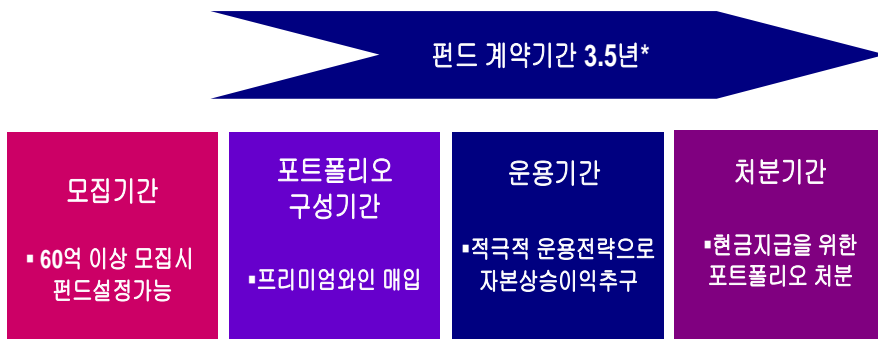 펀드 계약기간 3.5년*
모집기간
▪ 60억 이상 모집시
펀드설정가능
포트폴리오
구성기간
▪프리미엄와인 매입
운용기간
▪적극적 운용전략으로
자본상승이익추구
처분기간
▪현금지급을 위한
포트폴리오 처분